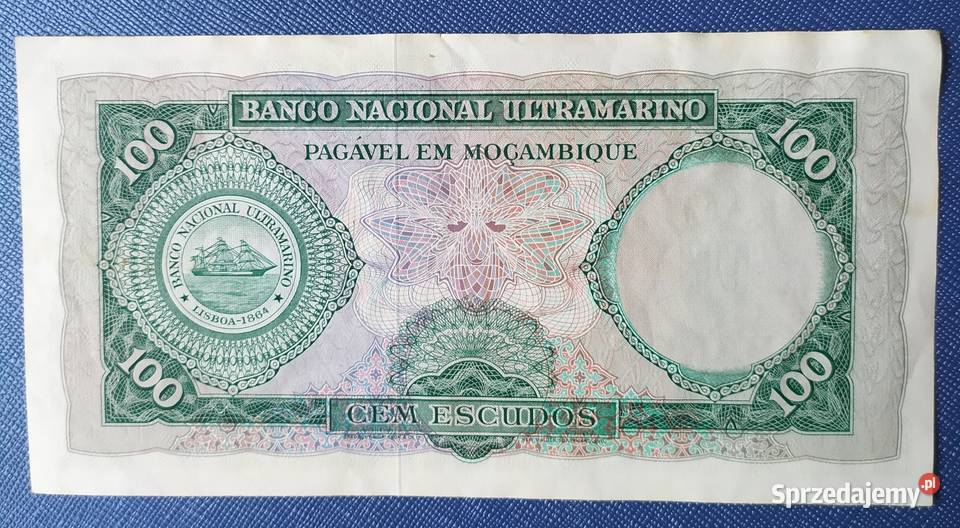 BANCO NACIONAL ULTRAMARINO
PAGÁVEL EM MOÇAMBIQUE
100
100
BANCO NACIONAL ULTRAMARINO
LISBOA-1864
100
100
CEM ESCUDOS
Sprzedajemy.pl